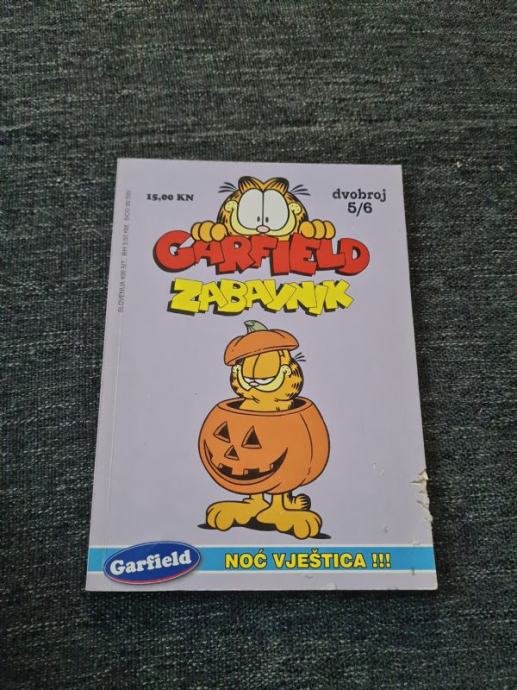 15,00 KN
dvobroj
5/6
GARFIELD
ZABAVNIK
Garfield
NOĆ VJEŠTICA !!!